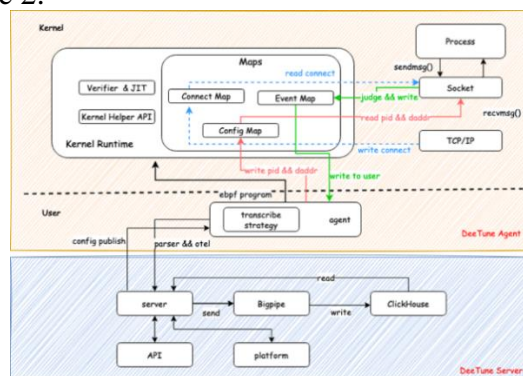 Kernel
Process
Maps
sendmsg()
read connect
Verifier & JIT
Connect Map
Event Map
judge && write
Socket
Kernel Helper API
Config Map
read pid && daddr
recvmsg()
Kernel Runtime
write connect
TCP/IP
write pid && daddr
write to user
ebpf program
User
transcribe
strategy
agent
config publish
parser && otel
DeeTune Agent
read
server
Bigpipe
ClickHouse
send
write
API
platform
DeeTune Server